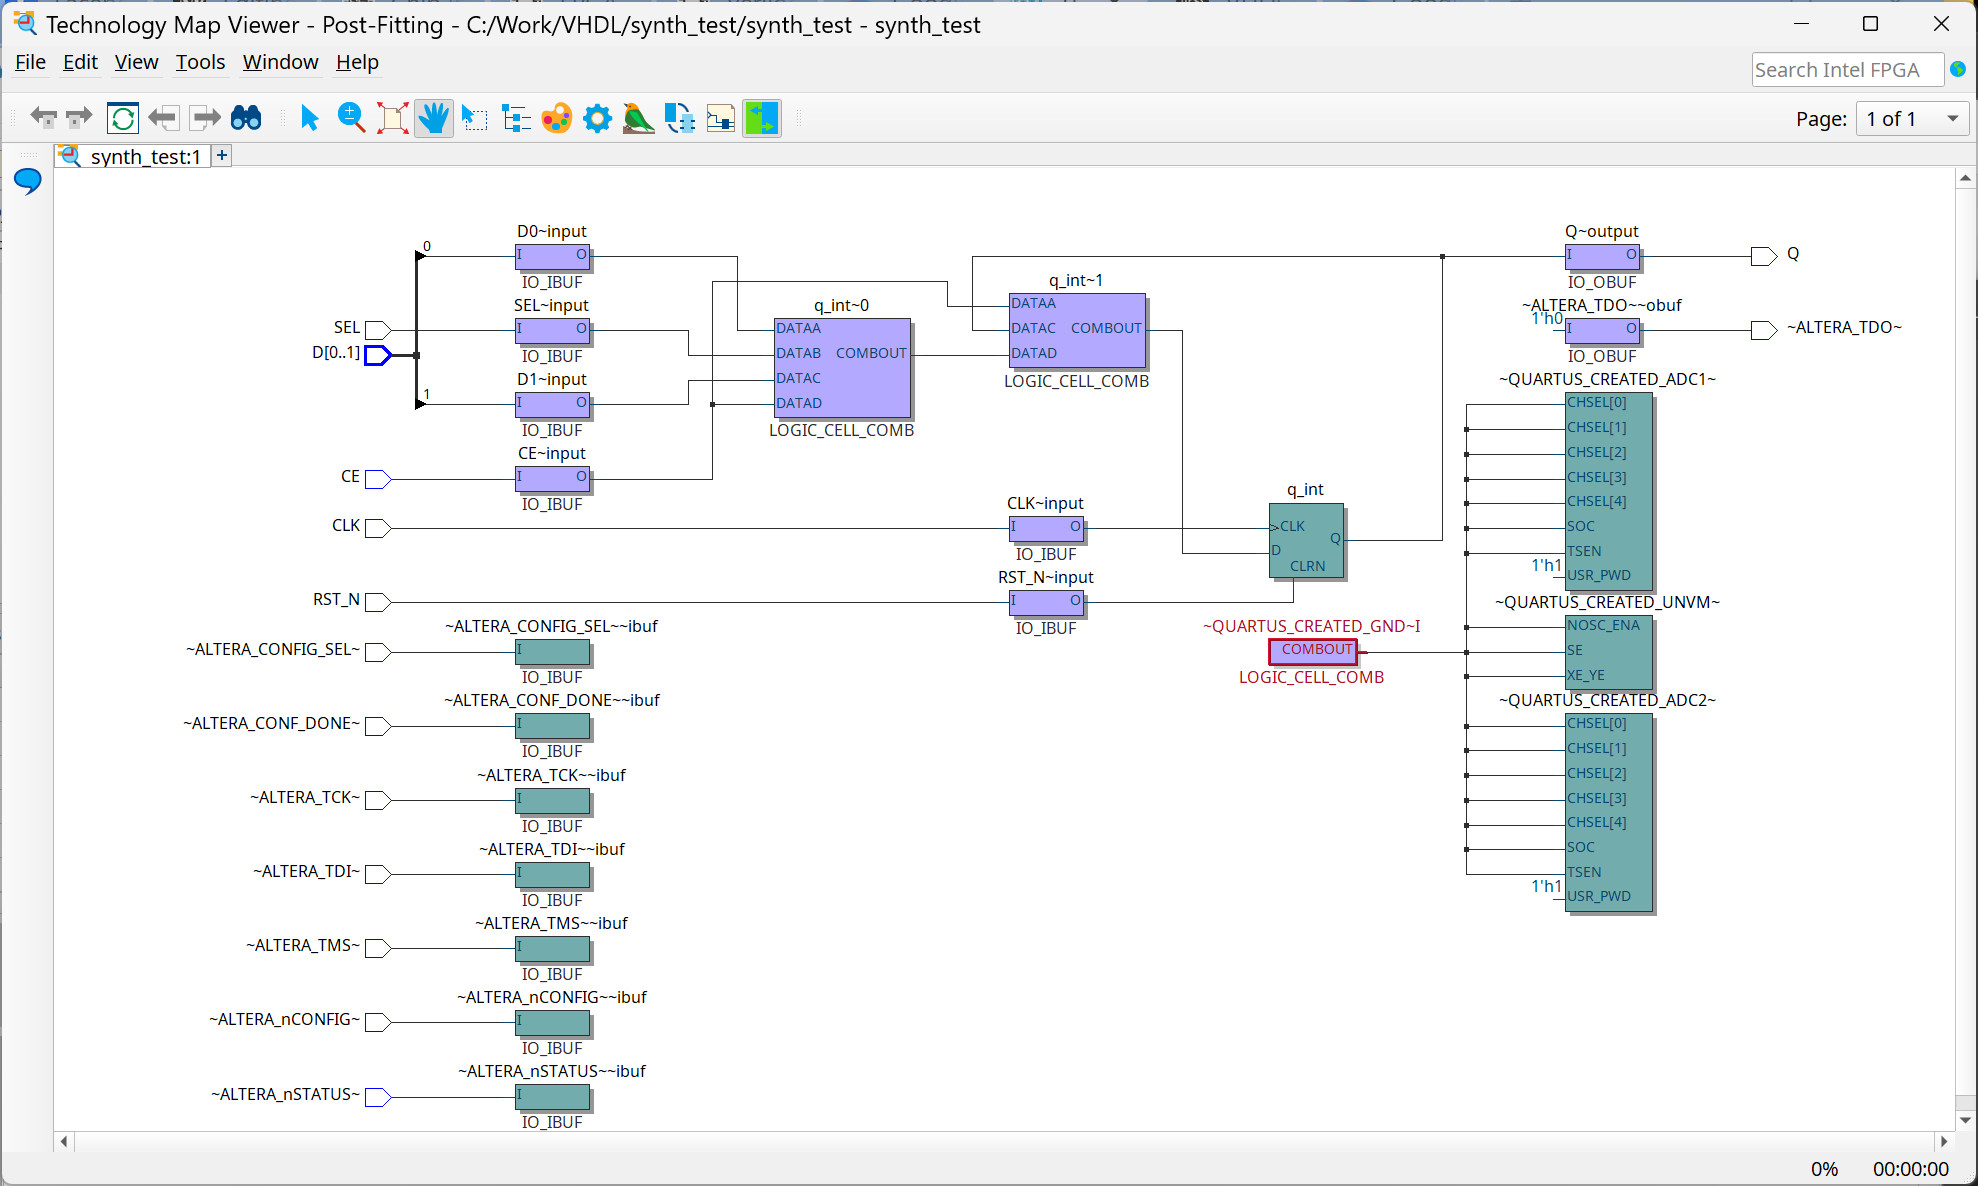 Technology Map Viewer - Post-Fitting - C:/Work/VHDL/synth_test/synth_test - synth_test
File Edit View Tools Window Help
Search Intel FPGA
Page: 1 of 1
synth_test:1
D0~input
I O
IO_IBUF
SEL~input
I O
IO_IBUF
D1~input
I O
IO_IBUF
CE~input
I O
IO_IBUF
0
1
SEL
D[0..1]
CE
CLK
RST_N
q_int~0
DATAA
DATAB COMBOUT
DATAC
DATAD
LOGIC_CELL_COMB
q_int~1
DATAA
DATAC COMBOUT
DATAD
LOGIC_CELL_COMB
CLK~input
I O
IO_IBUF
RST_N~input
I O
IO_IBUF
q_int
CLK
Q
D
CLRN
~QUARTUS_CREATED_GND~I
COMBOUT
LOGIC_CELL_COMB
Q~output
I O
IO_OBUF
Q
~ALTERA_TDO~~obuf
1'h0
I O
IO_OBUF
~ALTERA_TDO~
~QUARTUS_CREATED_ADC1~
CHSEL[0]
CHSEL[1]
CHSEL[2]
CHSEL[3]
CHSEL[4]
SOC
TSEN
1'h1
USR_PWD
~QUARTUS_CREATED_UNVM~
NOSC_ENA
SE
XE_YE
~QUARTUS_CREATED_ADC2~
CHSEL[0]
CHSEL[1]
CHSEL[2]
CHSEL[3]
CHSEL[4]
SOC
TSEN
1'h1
USR_PWD
~ALTERA_CONFIG_SEL~~ibuf
~ALTERA_CONFIG_SEL~
I
IO_IBUF
~ALTERA_CONF_DONE~~ibuf
~ALTERA_CONF_DONE~
I
IO_IBUF
~ALTERA_TCK~~ibuf
~ALTERA_TCK~
I
IO_IBUF
~ALTERA_TDI~~ibuf
~ALTERA_TDI~
I
IO_IBUF
~ALTERA_TMS~~ibuf
~ALTERA_TMS~
I
IO_IBUF
~ALTERA_nCONFIG~~ibuf
~ALTERA_nCONFIG~
I
IO_IBUF
~ALTERA_nSTATUS~~ibuf
~ALTERA_nSTATUS~
I
IO_IBUF
0% 00:00:00